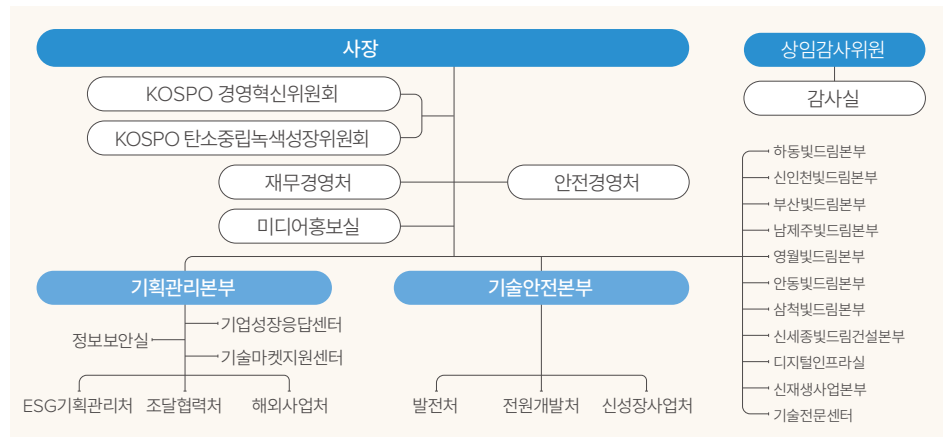 사장
상임감사위원
감사실
KOSPO 경영혁신위원회
KOSPO 탄소중립녹색성장위원회
재무경영처
안전경영처
미디어홍보실
기획관리본부
기술안전본부
정보보안실
기업성장응답센터
기술마켓지원센터
ESG기획관리처
조달협력처
해외사업처
발전처
전원개발처
신성장사업처
하동빛드림본부
신인천빛드림본부
부산빛드림본부
남제주빛드림본부
영월빛드림본부
안동빛드림본부
삼척빛드림본부
신세종빛드림건설본부
디지털인프라실
신재생사업본부
기술전문센터